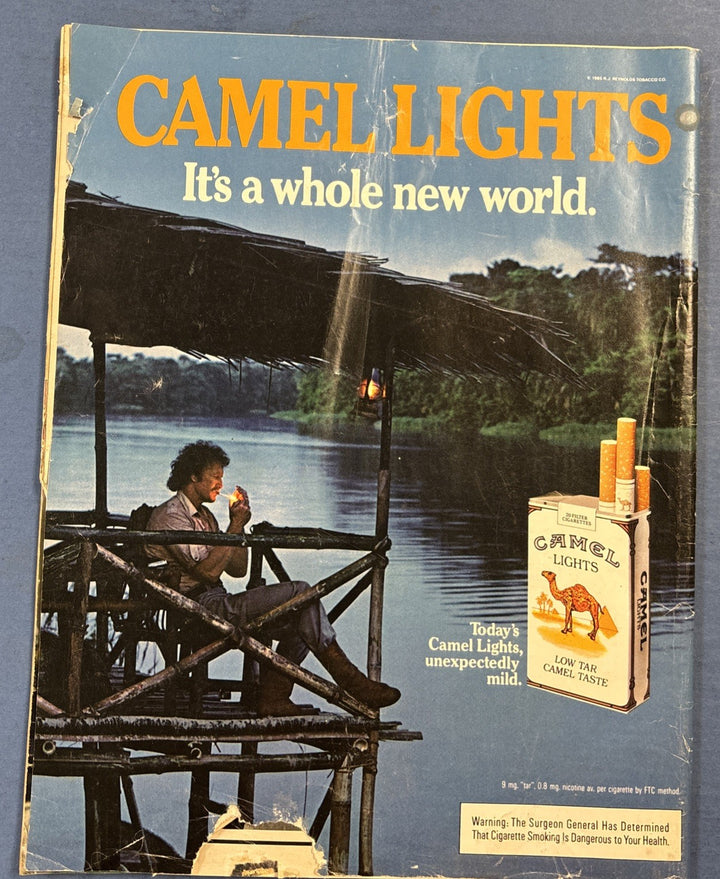 © 1985 R.J. REYNOLDS TOBACCO CO.
CAMEL LIGHTS
It's a whole new world.
20 FILTER
CIGARETTES
CAMEL
LIGHTS
CAMEL
LOW TAR
CAMEL TASTE
Today's
Camel Lights,
unexpectedly
mild.
9 mg. "tar", 0.8 mg. nicotine av. per cigarette by FTC method.
Warning: The Surgeon General Has Determined
That Cigarette Smoking Is Dangerous to Your Health.